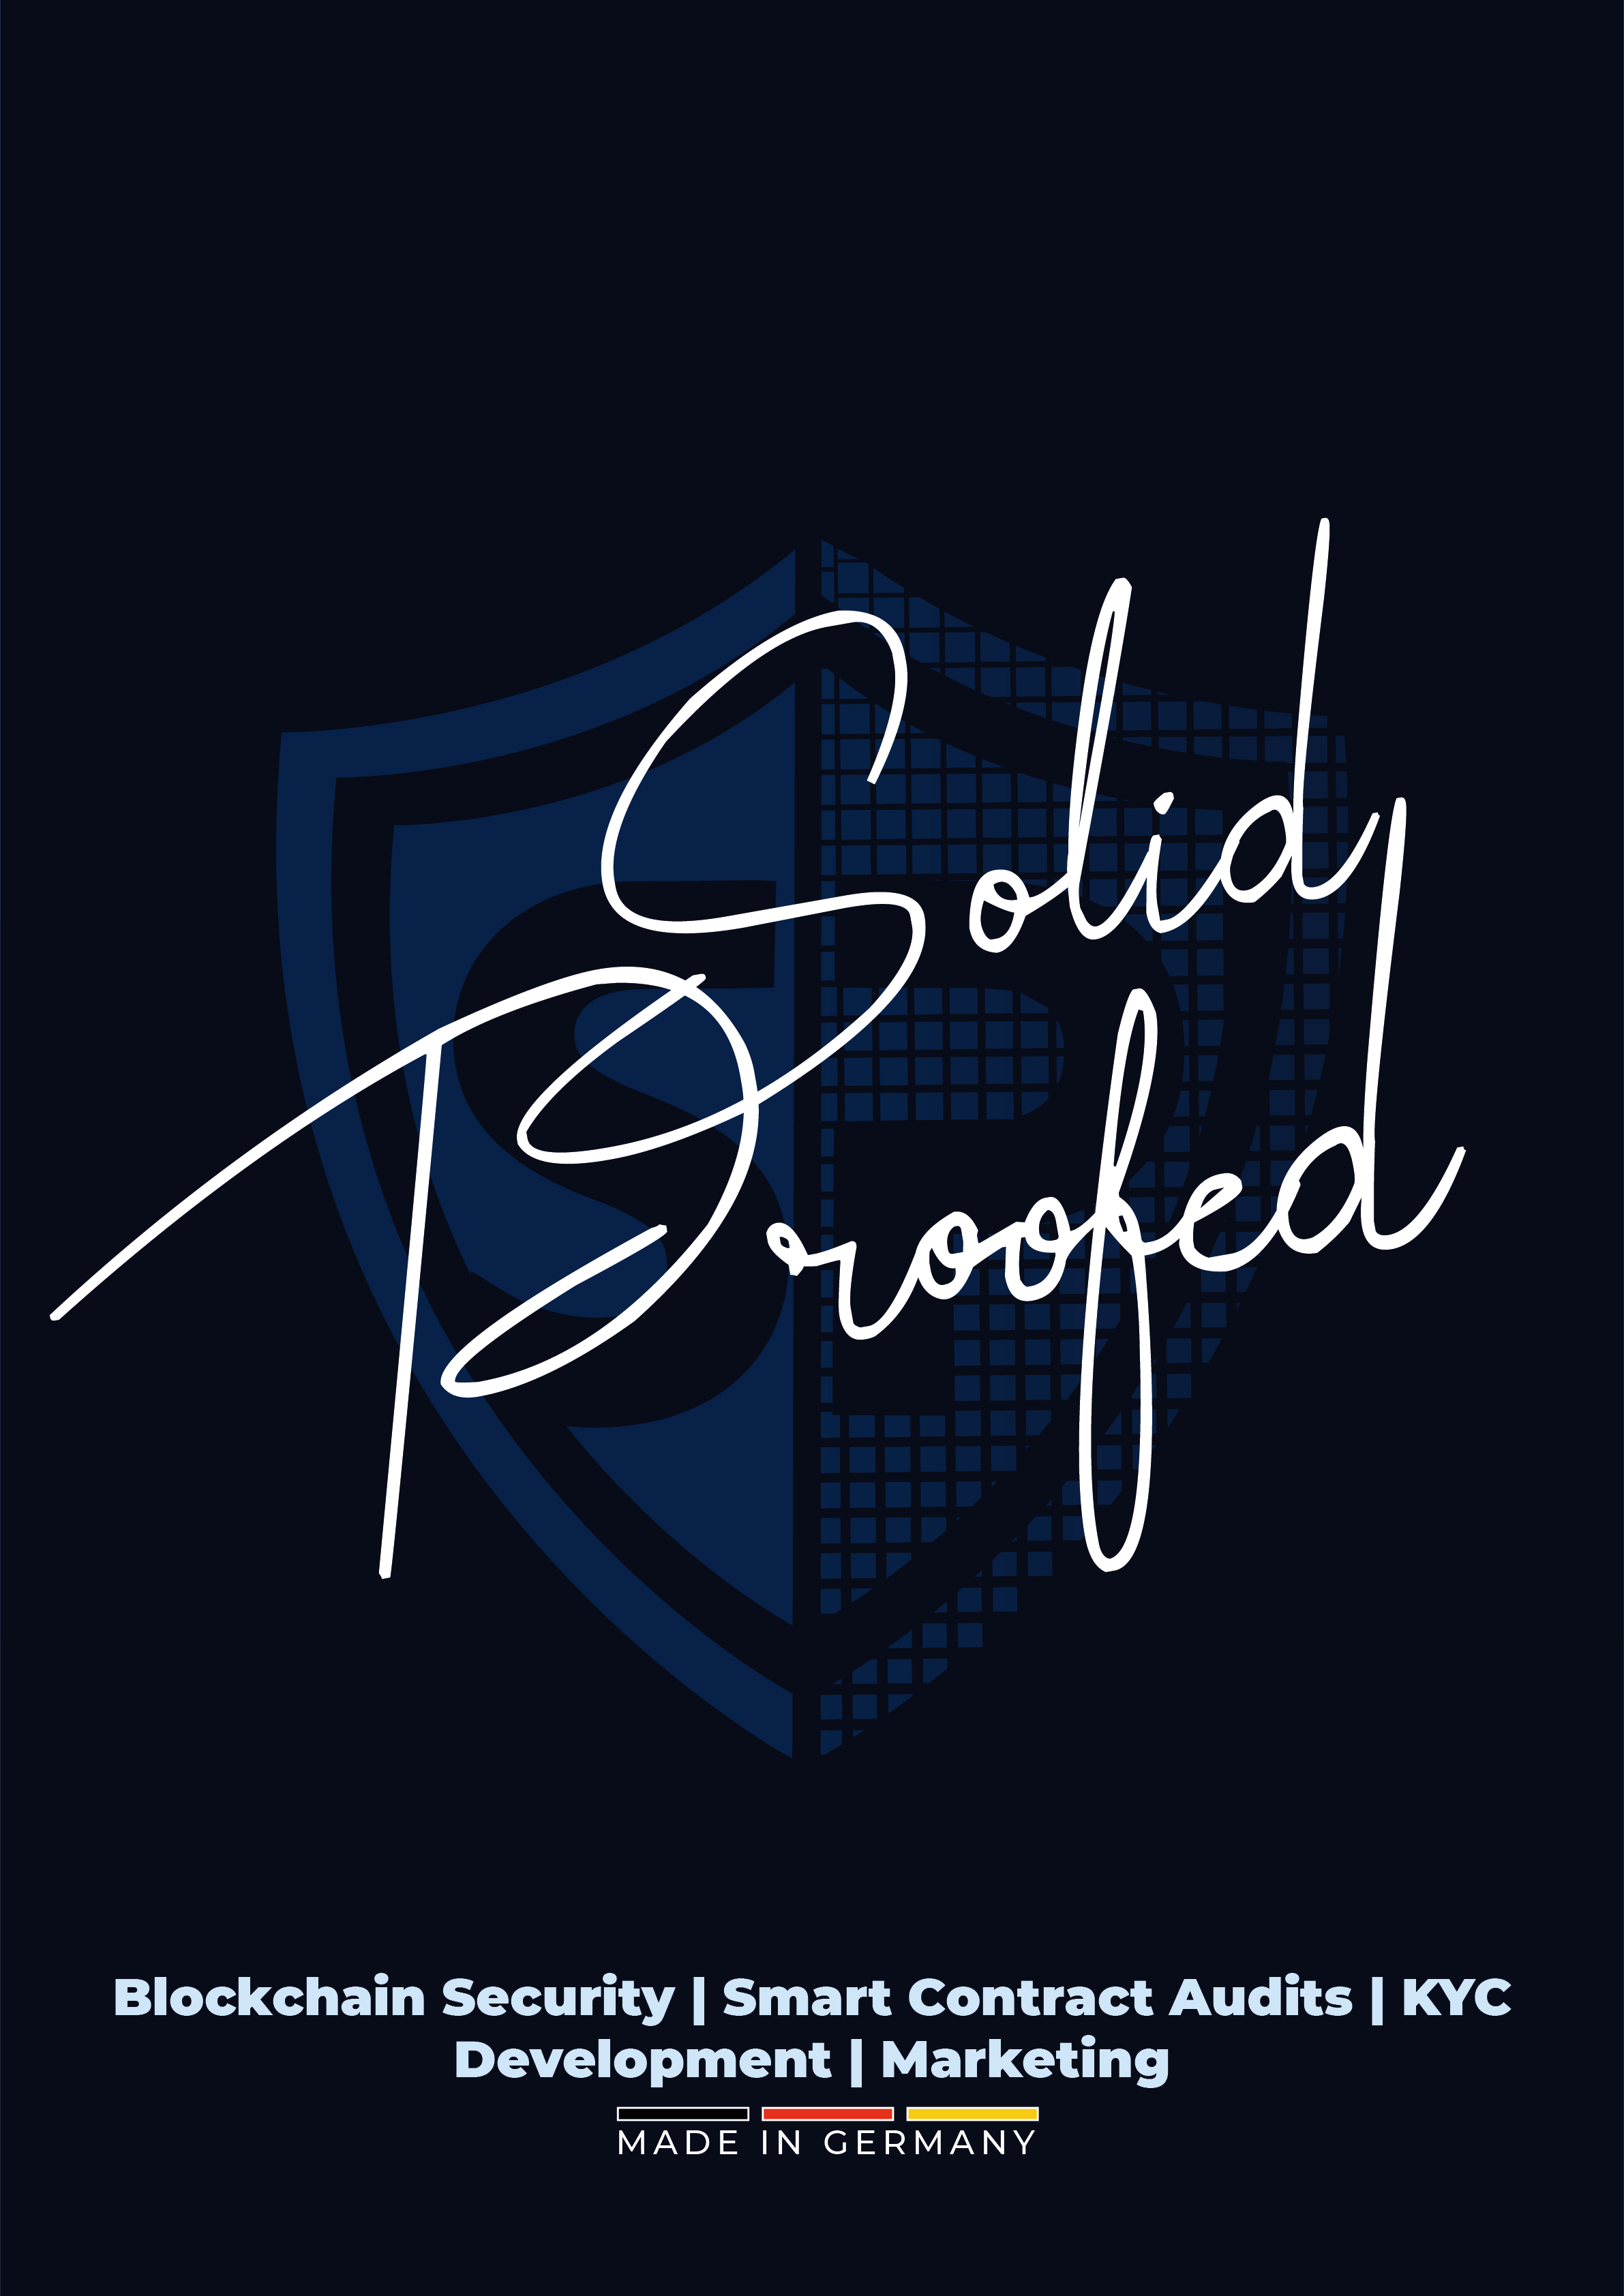 Solid
Proofed
Blockchain Security | Smart Contract Audits | KYC
Development | Marketing
MADE IN GERMANY